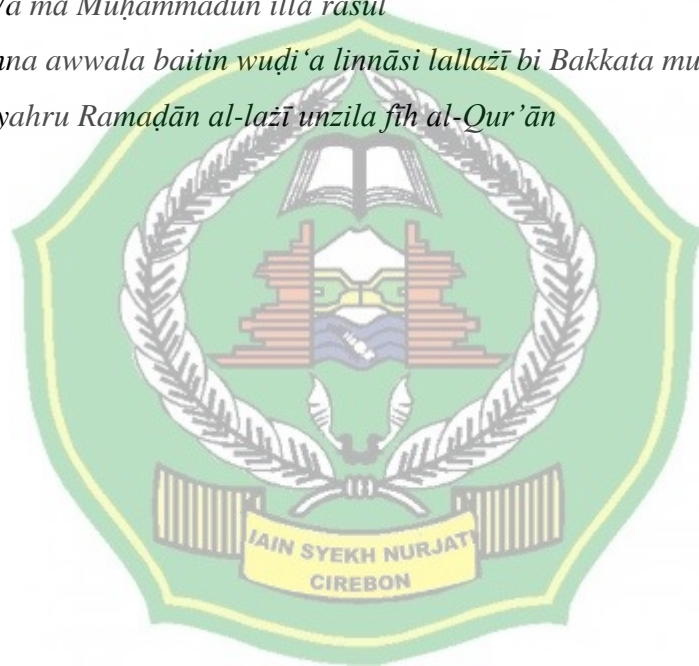 a mā Muḥammadun illā rasūl
nna awwala baitin wuḍi‘a linnāsi lallażī bi Bakkata mu
yahru Ramaḍān al-lażī unzila fīh al-Qur’ān
IAIN SYEKH NURJATI
CIREBON